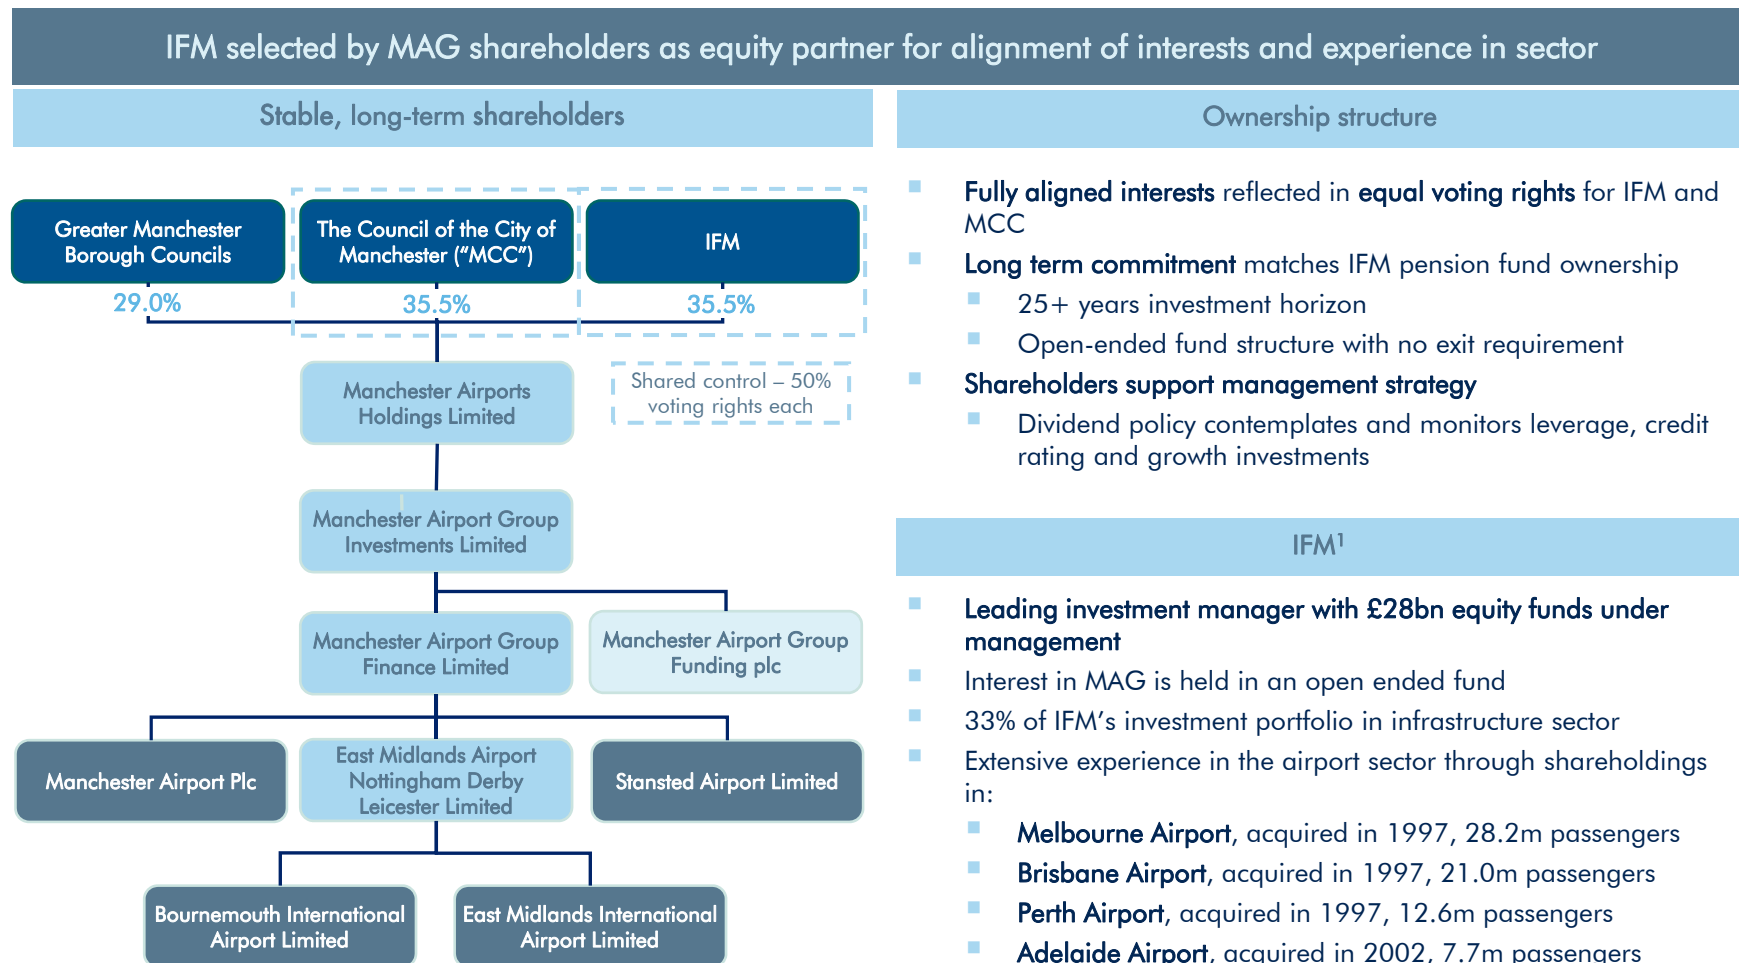 IFM selected by MAG shareholders as equity partner for alignment of interests and experience in sector
Stable, long-term shareholders
Greater Manchester
Borough Councils
The Council of the City of
Manchester (“MCC”)
IFM
29.0%
35.5%
35.5%
Manchester Airports
Holdings Limited
Shared control – 50%
voting rights each
Manchester Airport Group
Investments Limited
Manchester Airport Group
Finance Limited
Manchester Airport Group
Funding plc
Manchester Airport Plc
East Midlands Airport
Nottingham Derby
Leicester Limited
Stansted Airport Limited
Bournemouth International
Airport Limited
East Midlands International
Airport Limited
Ownership structure
Fully aligned interests reflected in equal voting rights for IFM and
MCC
Long term commitment matches IFM pension fund ownership
25+ years investment horizon
Open-ended fund structure with no exit requirement
Shareholders support management strategy
Dividend policy contemplates and monitors leverage, credit
rating and growth investments
IFM¹
Leading investment manager with £28bn equity funds under
management
Interest in MAG is held in an open ended fund
33% of IFM’s investment portfolio in infrastructure sector
Extensive experience in the airport sector through shareholdings
in:
Melbourne Airport, acquired in 1997, 28.2m passengers
Brisbane Airport, acquired in 1997, 21.0m passengers
Perth Airport, acquired in 1997, 12.6m passengers
Adelaide Airport, acquired in 2002, 7.7m passengers